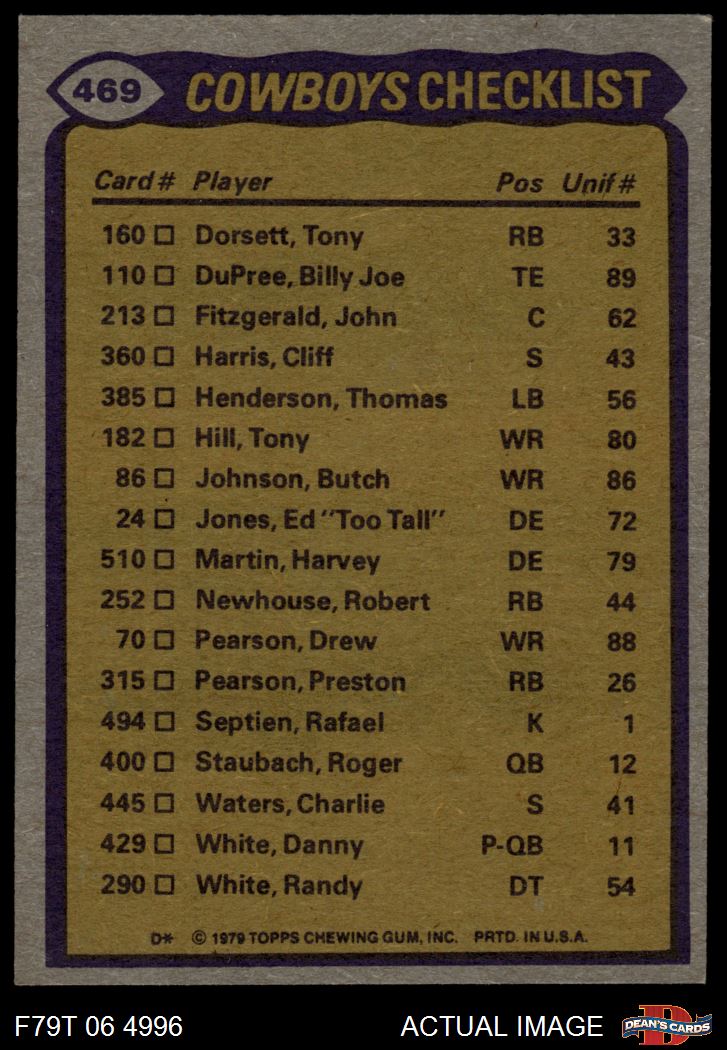 469 COWBOYS CHECKLIST
Card # Player Pos Unif #
160 □ Dorsett, Tony RB 33
110 □ DuPree, Billy Joe TE 89
213 □ Fitzgerald, John C 62
360 □ Harris, Cliff S 43
385 □ Henderson, Thomas LB 56
182 □ Hill, Tony WR 80
86 □ Johnson, Butch WR 86
24 □ Jones, Ed "Too Tall" DE 72
510 □ Martin, Harvey DE 79
252 □ Newhouse, Robert RB 44
70 □ Pearson, Drew WR 88
315 □ Pearson, Preston RB 26
494 □ Septien, Rafael K 1
400 □ Staubach, Roger QB 12
445 □ Waters, Charlie S 41
429 □ White, Danny P-QB 11
290 □ White, Randy DT 54
D* © 1979 TOPPS CHEWING GUM, INC. PRTD. IN U.S.A.
F79T 06 4996 ACTUAL IMAGE D DEAN'S CARDS